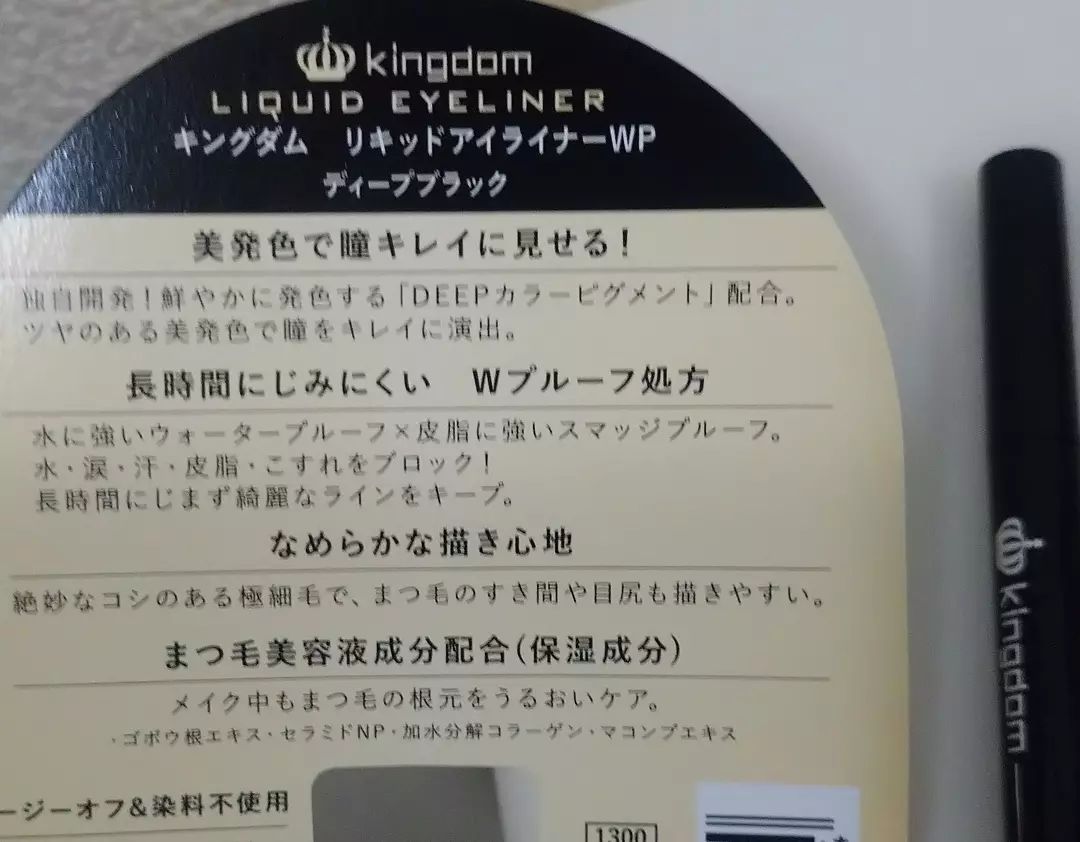 kingdom
LIQUID EYELINER
キングダム リキッドアイライナーWP
ディープブラック
美発色で瞳キレイに見せる!
独自開発!鮮やかに発色する「DEEPカラーピグメント」配合。
ツヤのある美発色で瞳をキレイに演出。
長時間にじみにくい Wプルーフ処方
水に強いウォータープルーフ×皮脂に強いスマッジプルーフ。
水・涙・汗・皮脂・こすれをブロック!
長時間にじまず綺麗なラインをキープ。
なめらかな描き心地
絶妙なコシのある極細毛で、まつ毛のすき間や目尻も描きやすい。
まつ毛美容液成分配合(保湿成分)
メイク中もまつ毛の根元をうるおいケア。
・ゴボウ根エキス・セラミドNP・加水分解コラーゲン・マコンブエキス
ージーオフ&染料不使用
1300
kingdom